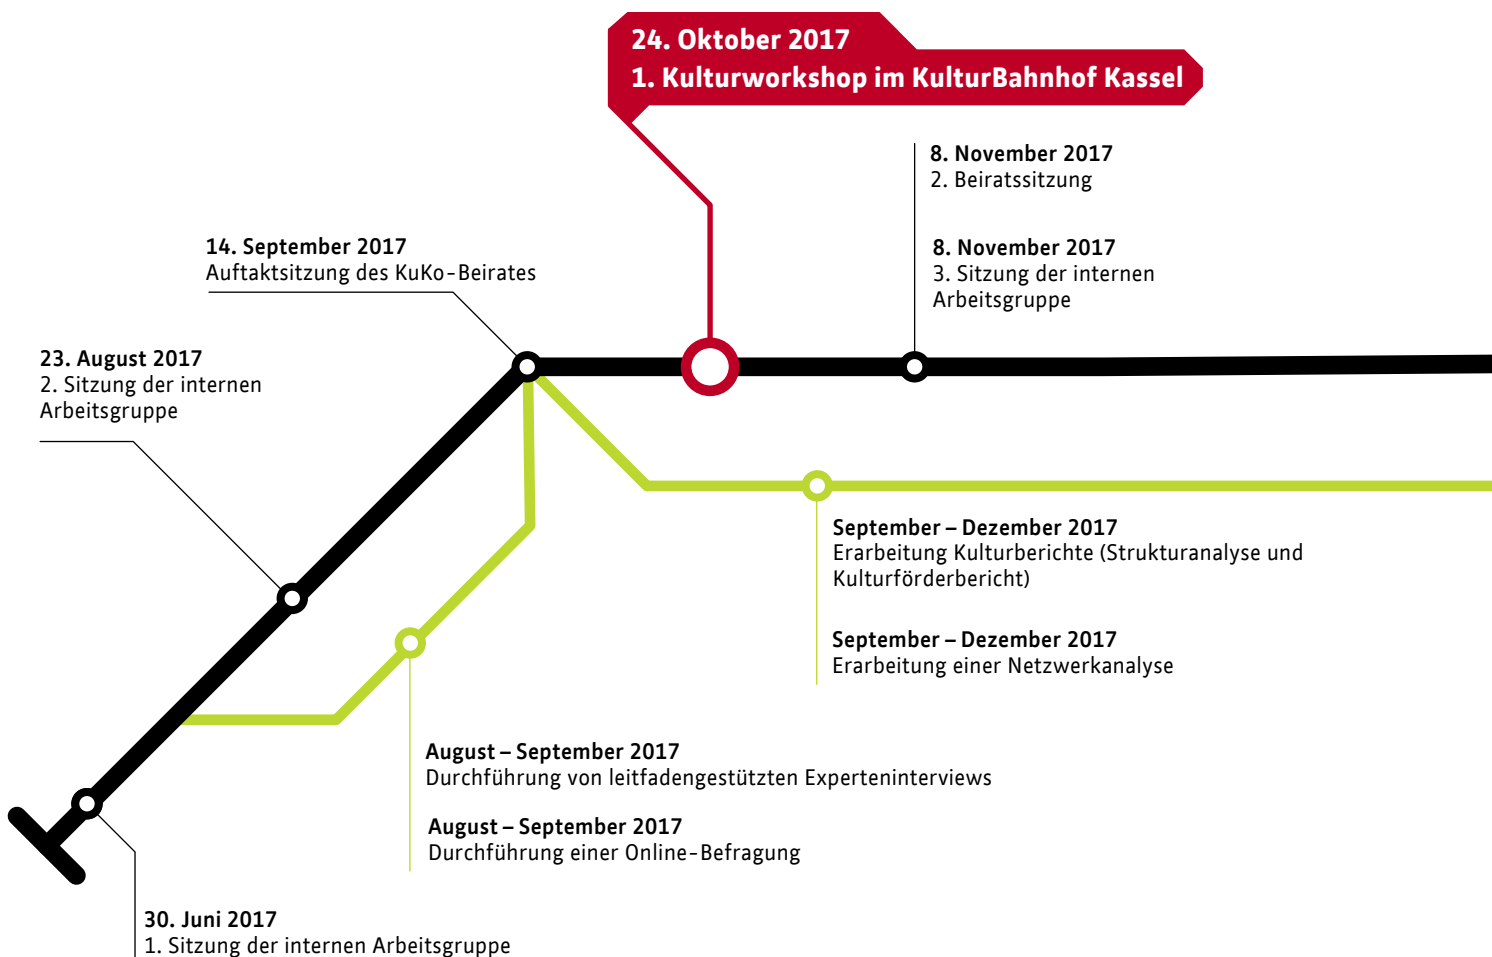 24. Oktober 2017
1. Kulturworkshop im KulturBahnhof Kassel
8. November 2017
2. Beiratssitzung
8. November 2017
3. Sitzung der internen
Arbeitsgruppe
14. September 2017
Auftaktsitzung des KuKo-Beirates
23. August 2017
2. Sitzung der internen
Arbeitsgruppe
September – Dezember 2017
Erarbeitung Kulturberichte (Strukturanalyse und
Kulturförderbericht)
September – Dezember 2017
Erarbeitung einer Netzwerkanalyse
August – September 2017
Durchführung von leitfadengestützten Experteninterviews
August – September 2017
Durchführung einer Online-Befragung
30. Juni 2017
1. Sitzung der internen Arbeitsgruppe